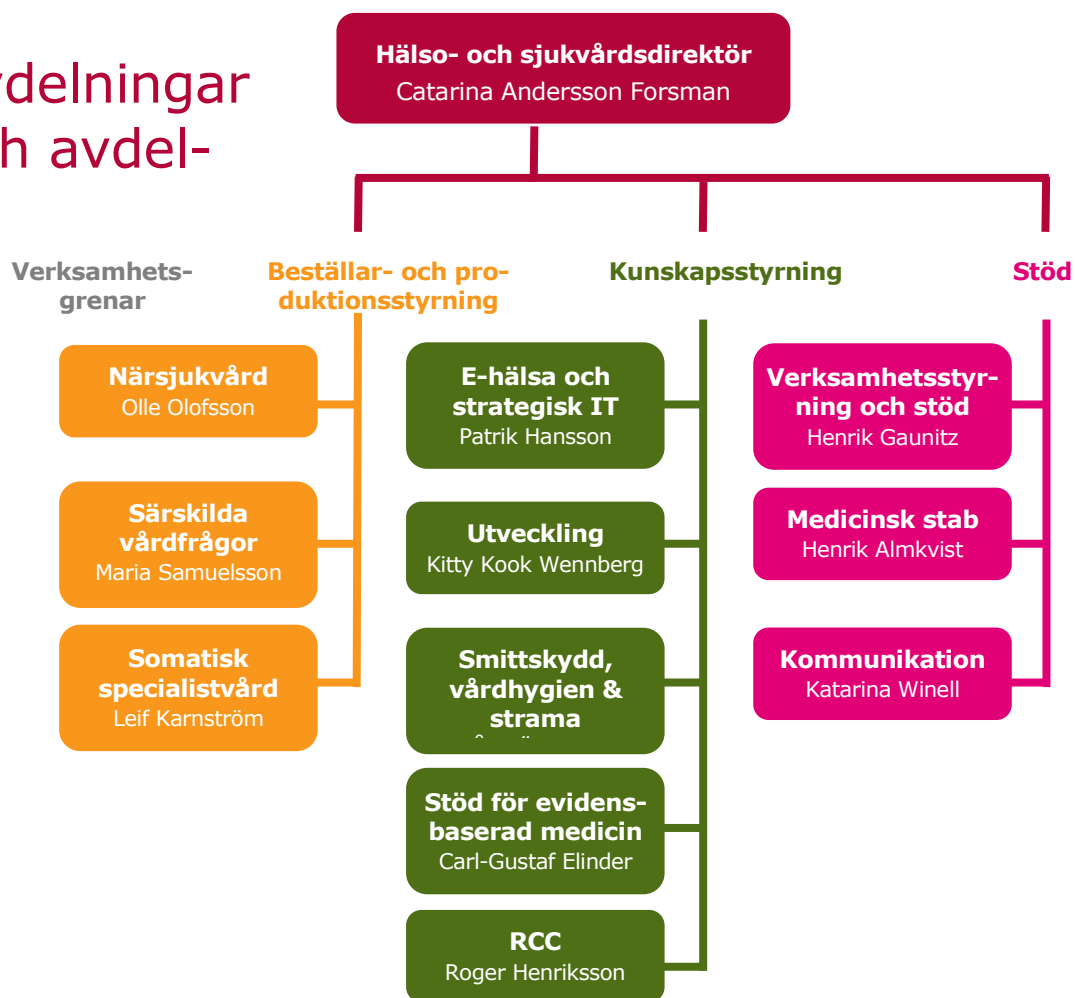 Hälso- och sjukvårdsdirektör
Catarina Andersson Forsman
vdelningar
h avdel-
Verksamhets-
grenar
Beställar- och pro-
duktionsstyrning
Kunskapsstyrning
Stöd
Närsjukvård
Olle Olofsson
Särskilda
vårdfrågor
Maria Samuelsson
Somatisk
specialistvård
Leif Karnström
E-hälsa och
strategisk IT
Patrik Hansson
Utveckling
Kitty Kook Wennberg
Smittskydd,
vårdhygien &
strama
Stöd för evidens-
baserad medicin
Carl-Gustaf Elinder
RCC
Roger Henriksson
Verksamhetsstyr-
ning och stöd
Henrik Gaunitz
Medicinsk stab
Henrik Almkvist
Kommunikation
Katarina Winell